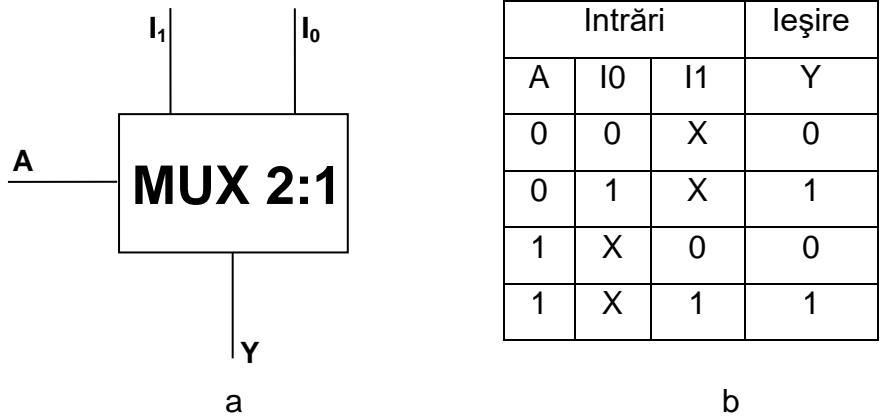 I₁ I₀
A
MUX 2:1
Y
a
Intrări Ieşire
A I0 I1 Y
0 0 X 0
0 1 X 1
1 X 0 0
1 X 1 1
b